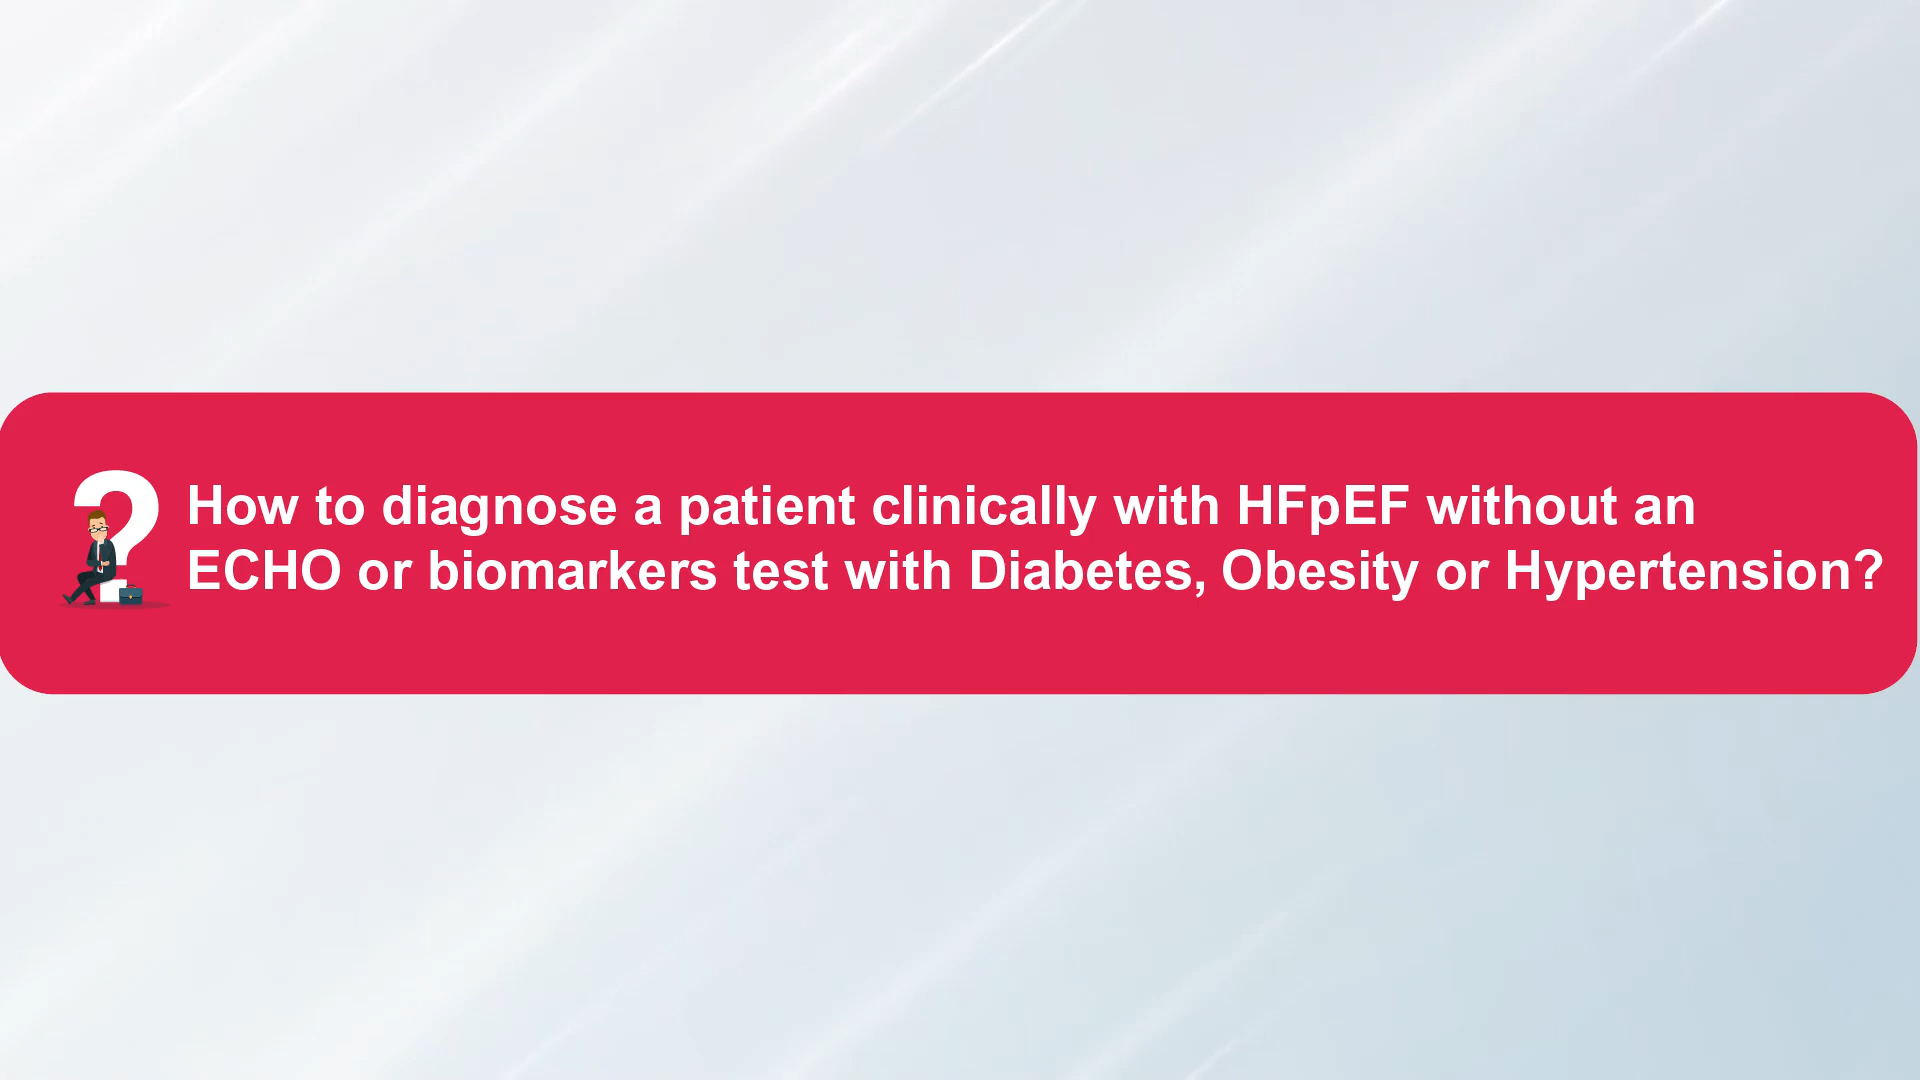 How to diagnose a patient clinically with HFpEF without an
ECHO or biomarkers test with Diabetes, Obesity or Hypertension?